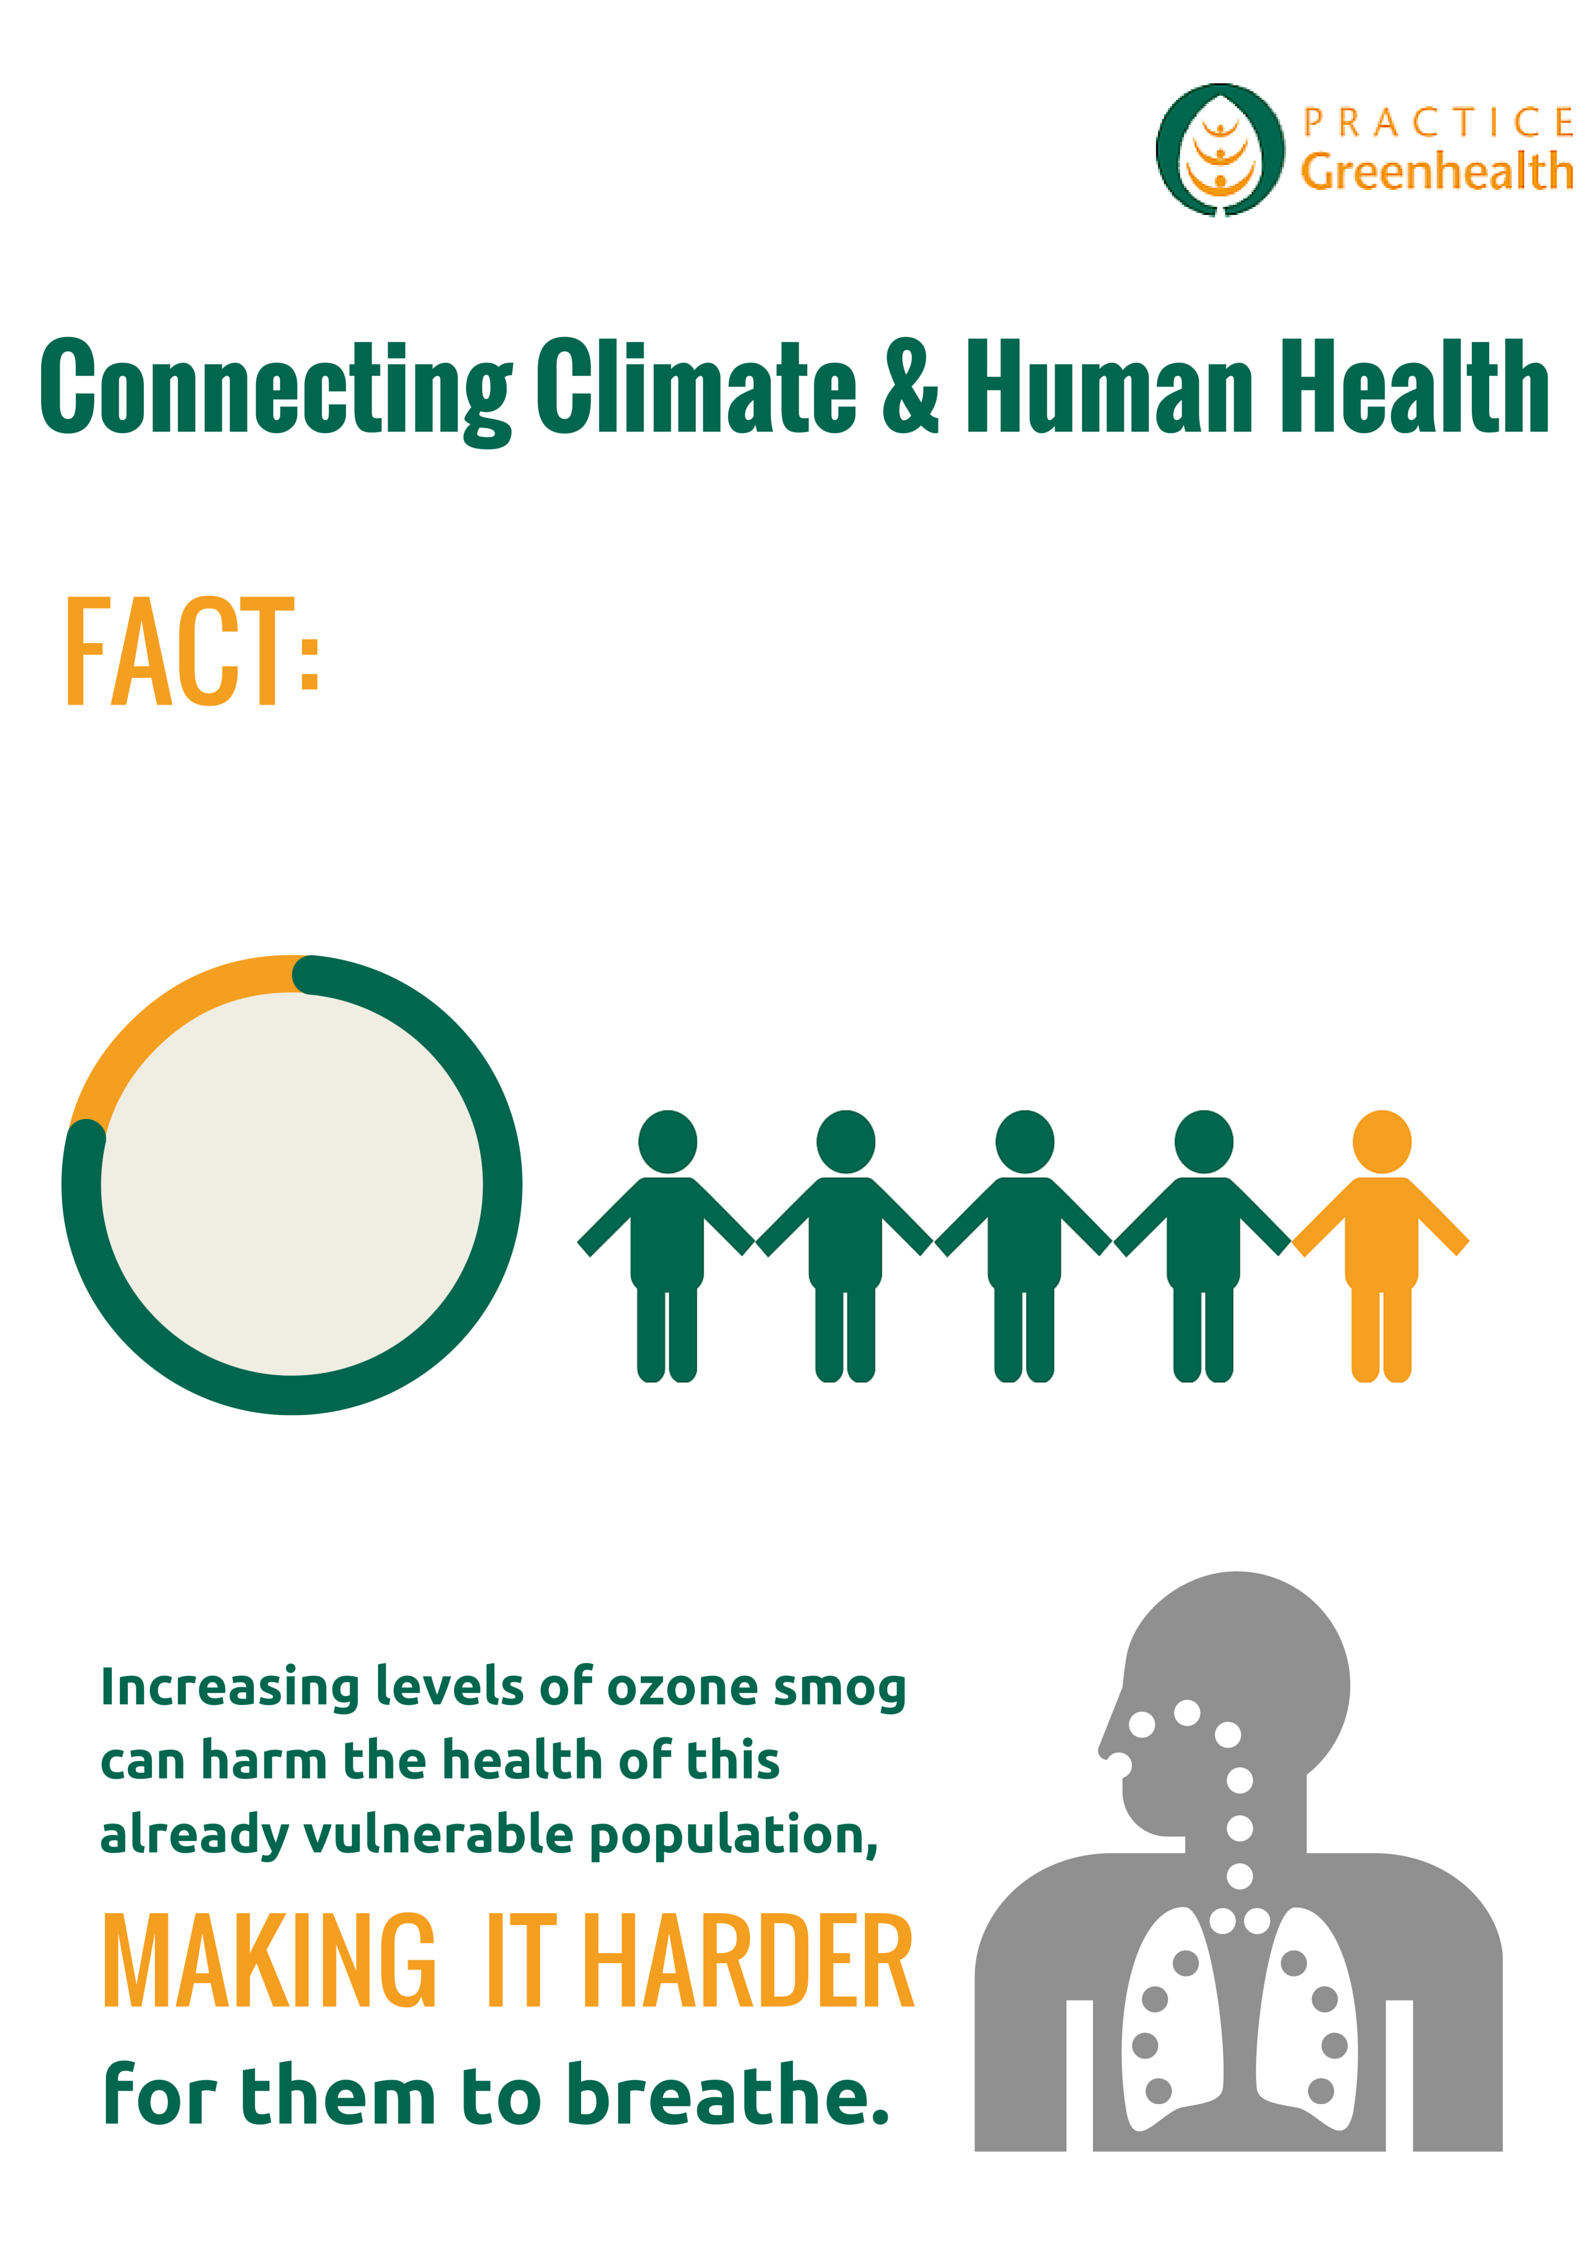 PRACTICE
Greenhealth
Connecting Climate & Human Health
FACT:
Increasing levels of ozone smog
can harm the health of this
already vulnerable population,
MAKING IT HARDER
for them to breathe.